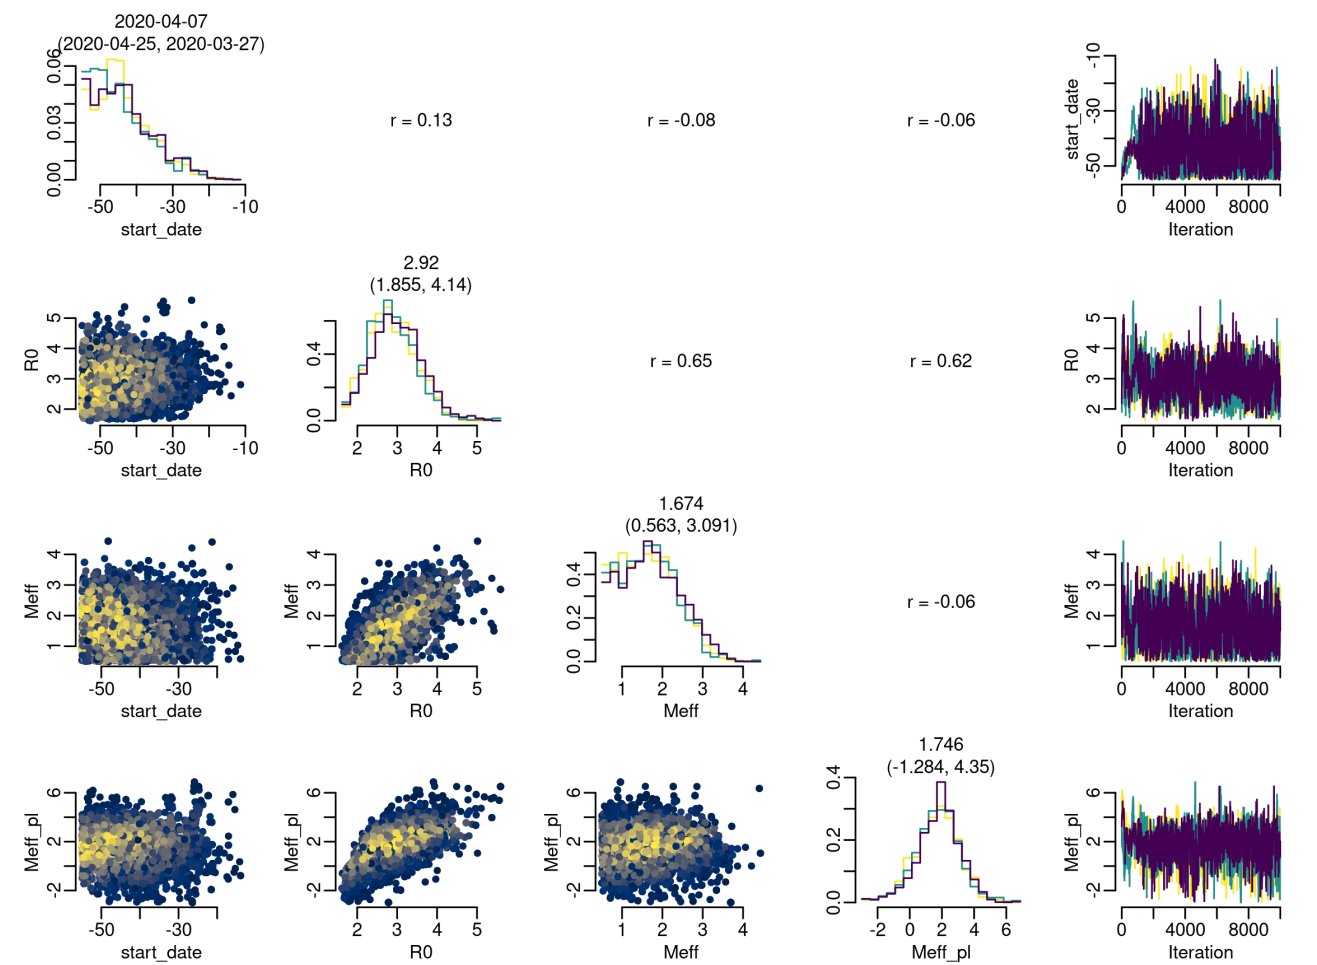 2020-04-07
(2020-04-25, 2020-03-27)
0.00 0.03 0.06
-50 -30 -10
start_date
r = 0.13
r = -0.08
r = -0.06
start_date
-50 -30 -10
0 4000 8000
Iteration
R0
2 3 4 5
-50 -30 -10
start_date
2.92
(1.855, 4.14)
0.0 0.4
2 3 4 5
R0
r = 0.65
r = 0.62
R0
2 3 4 5
0 4000 8000
Iteration
Meff
1 2 3 4
-50 -30
start_date
Meff
1 2 3 4
2 3 4 5
R0
1.674
(0.563, 3.091)
0.0 0.2 0.4
1 2 3 4
Meff
r = -0.06
Meff
1 2 3 4
0 4000 8000
Iteration
Meff_pl
-2 2 6
-50 -30
start_date
Meff_pl
-2 2 6
2 3 4 5
R0
Meff_pl
-2 2 6
1 2 3 4
Meff
1.746
(-1.284, 4.35)
0.0 0.2 0.4
-2 0 2 4 6
Meff_pl
Meff_pl
-2 2 6
0 4000 8000
Iteration